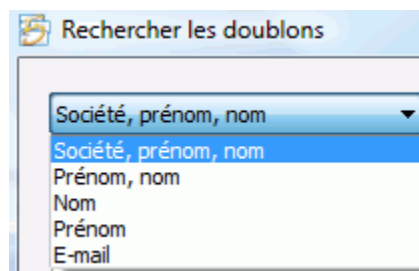 Rechercher les doublons
Société, prénom, nom
Société, prénom, nom
Prénom, nom
Nom
Prénom
E-mail